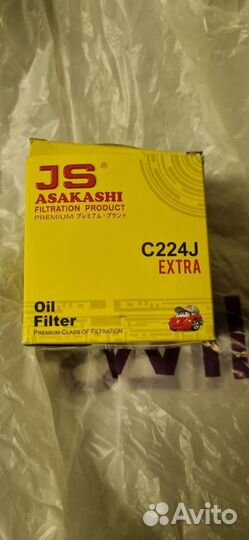 JS®
ASAKASHI
FILTRATION PRODUCT
PREMIUM プレミアム・ブランド
C224J
EXTRA
Oil
Filter
PREMIUM CLASS OF FILTRATION
Avito